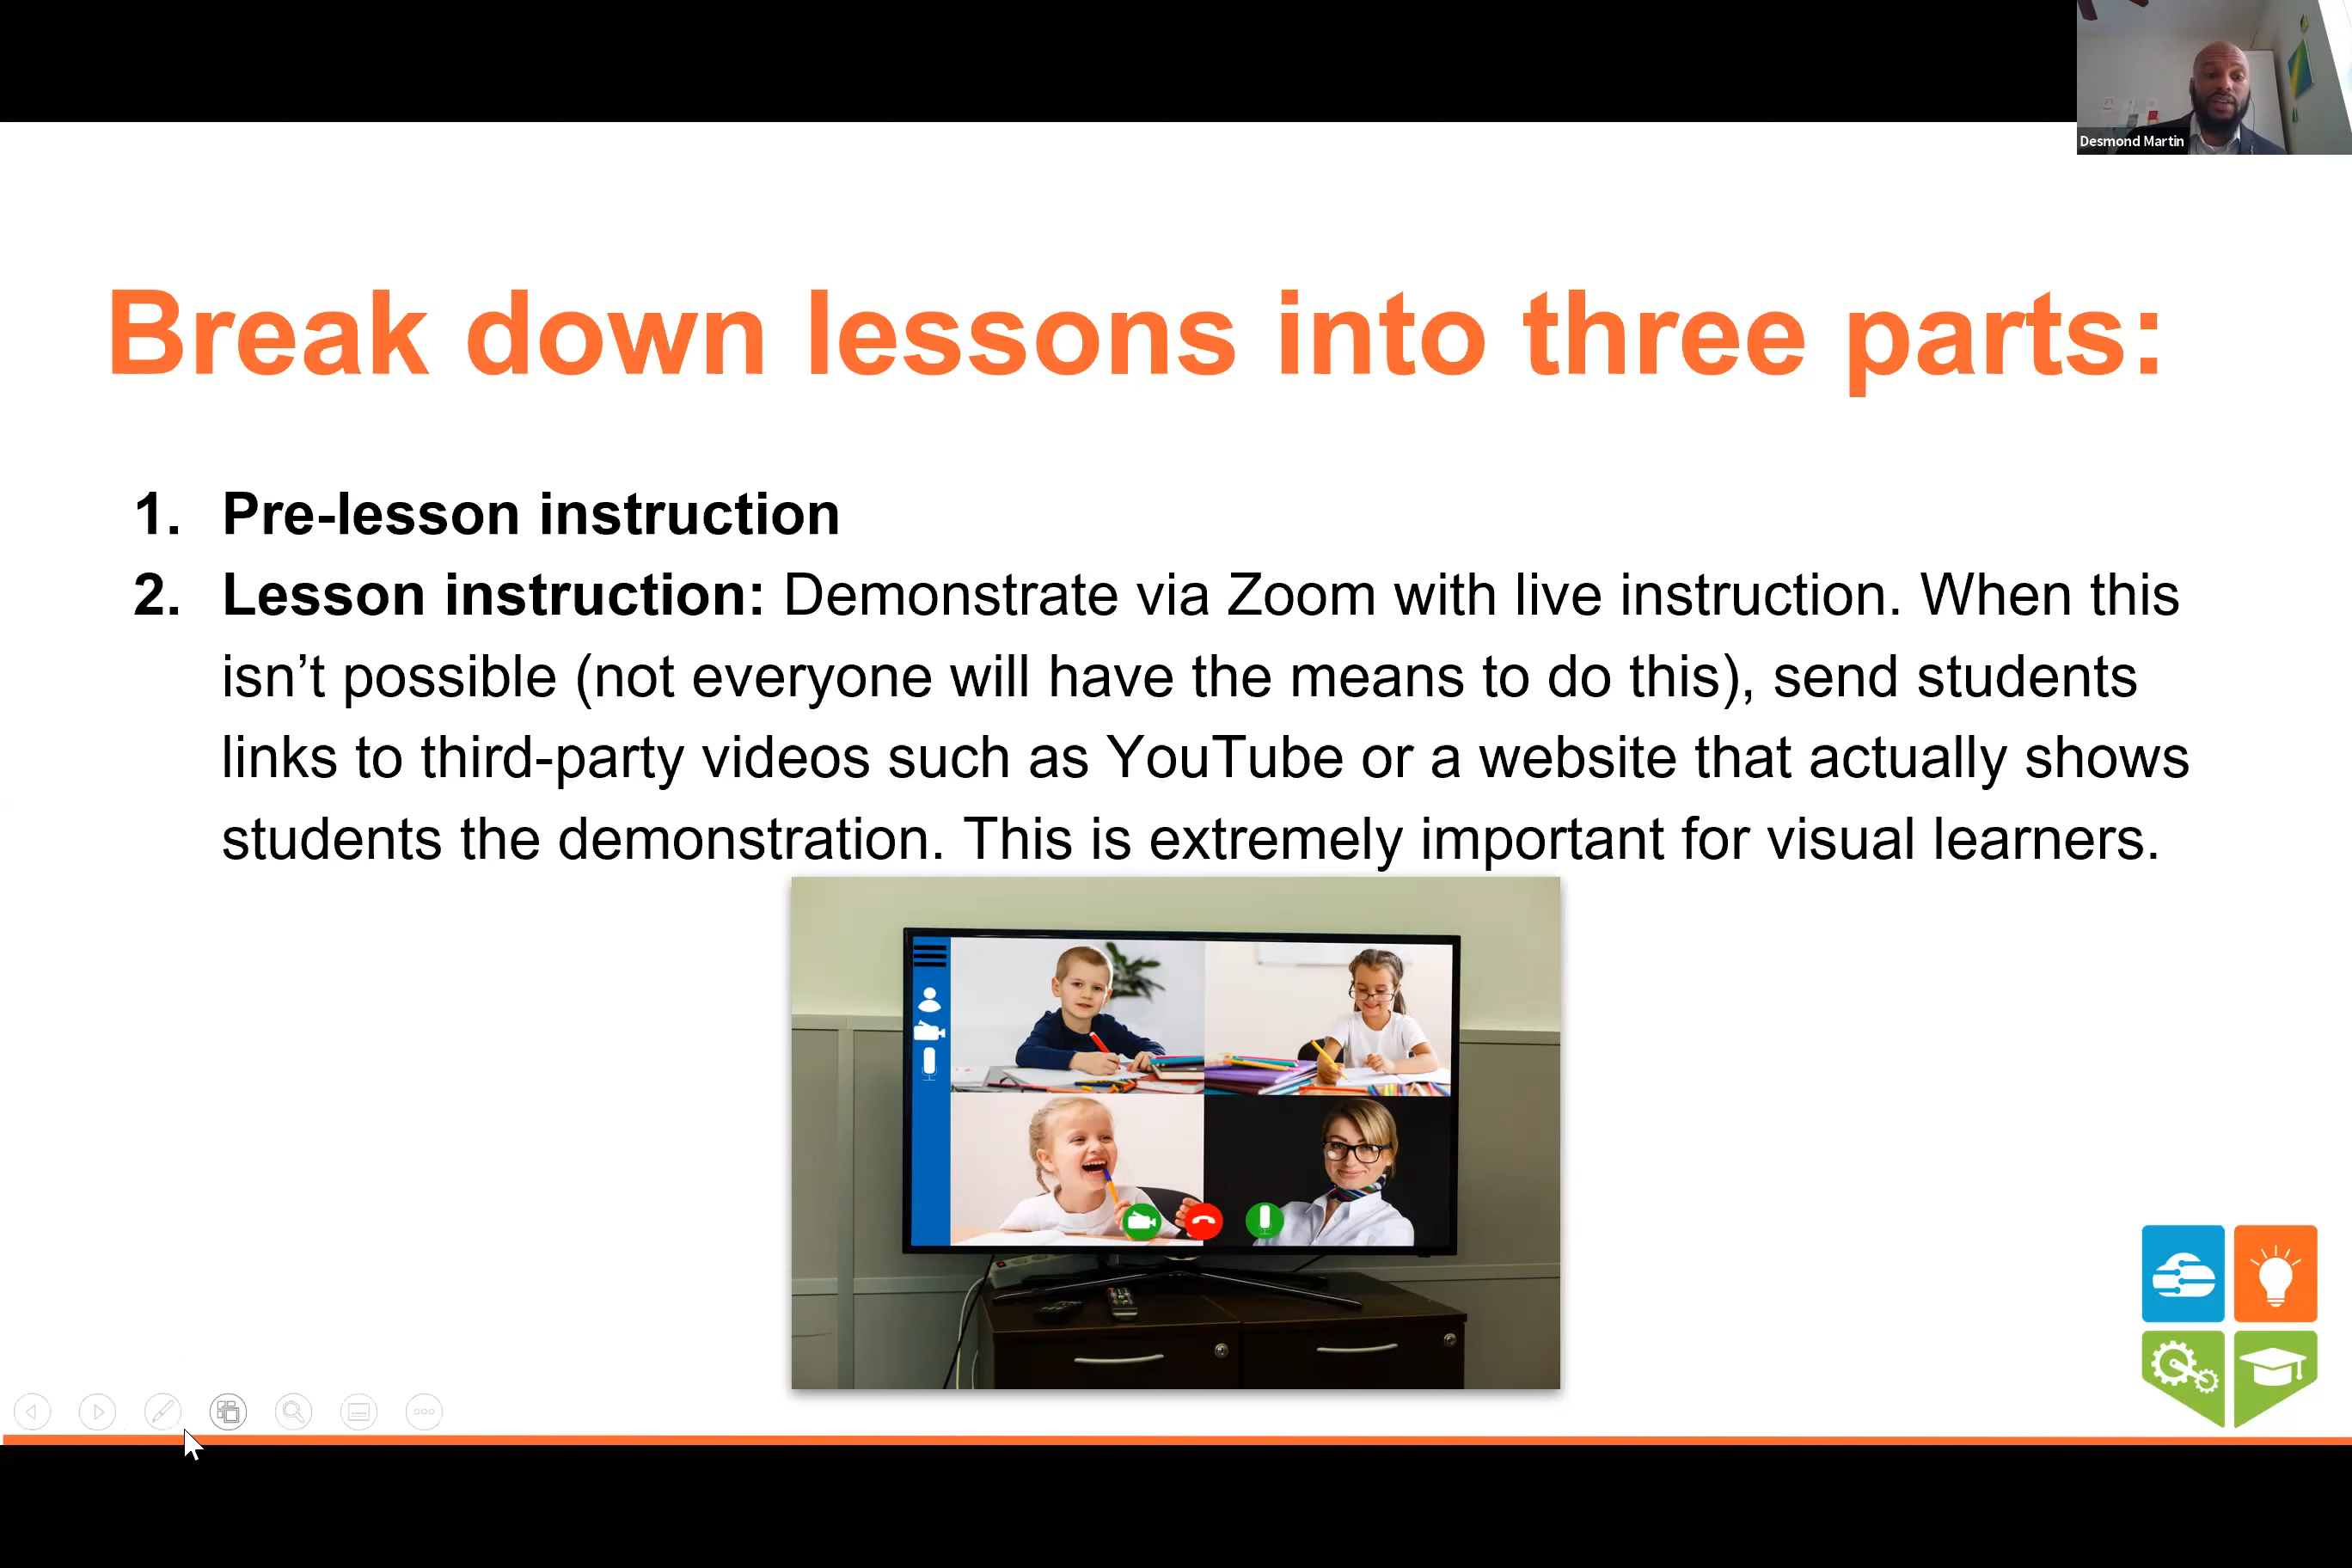 Desmond Martin
Break down lessons into three parts:
1. Pre-lesson instruction
2. Lesson instruction: Demonstrate via Zoom with live instruction. When this
isn’t possible (not everyone will have the means to do this), send students
links to third-party videos such as YouTube or a website that actually shows
students the demonstration. This is extremely important for visual learners.